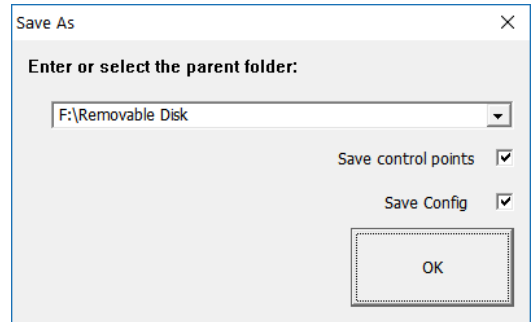 Save As
Enter or select the parent folder:
F:\Removable Disk
Save control points
Save Config
OK